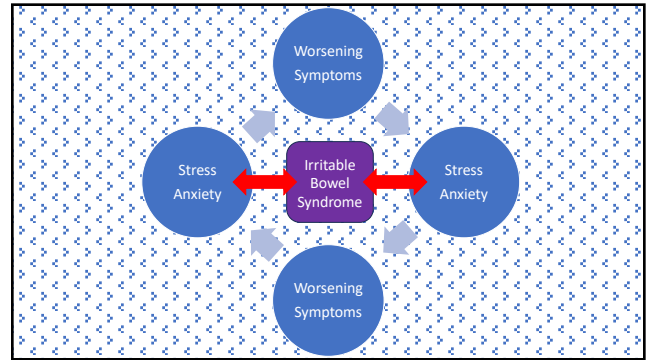 Worsening
Symptoms
Stress
Anxiety
Irritable
Bowel
Syndrome
Stress
Anxiety
Worsening
Symptoms